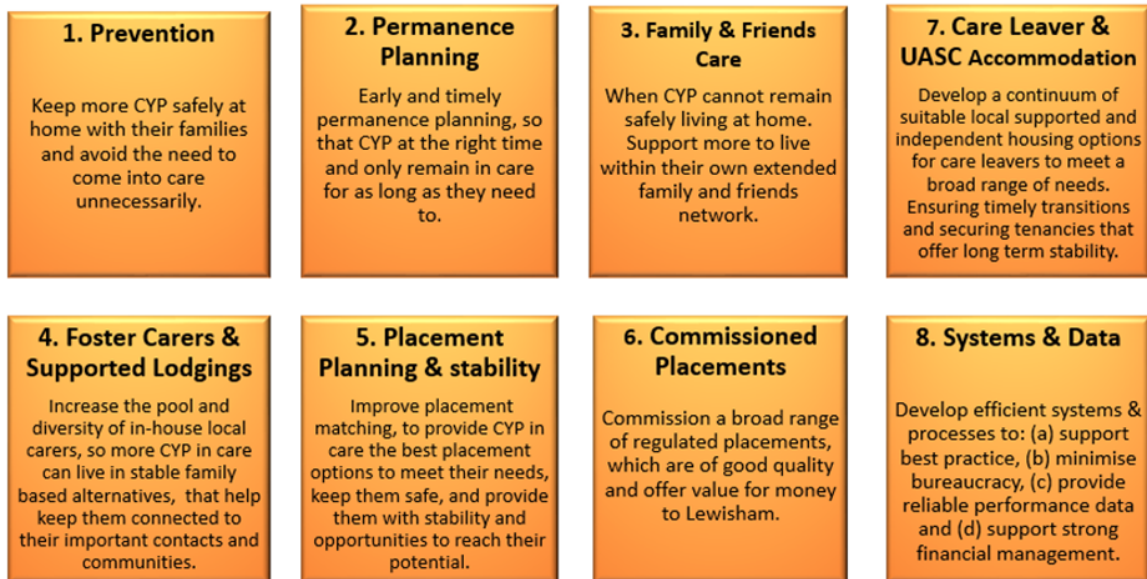 1. Prevention
Keep more CYP safely at
home with their families
and avoid the need to
come into care
unnecessarily.
2. Permanence
Planning
Early and timely
permanence planning, so
that CYP at the right time
and only remain in care
for as long as they need
to.
3. Family & Friends
Care
When CYP cannot remain
safely living at home.
Support more to live
within their own extended
family and friends
network.
7. Care Leaver &
UASC Accommodation
Develop a continuum of
suitable local supported and
independent housing options
for care leavers to meet a
broad range of needs.
Ensuring timely transitions
and securing tenancies that
offer long term stability.
4. Foster Carers &
Supported Lodgings
Increase the pool and
diversity of in-house local
carers, so more CYP in care
can live in stable family
based alternatives, that help
keep them connected to
their important contacts and
communities.
5. Placement
Planning & stability
Improve placement
matching, to provide CYP in
care the best placement
options to meet their needs,
keep them safe, and provide
them with stability and
opportunities to reach their
potential.
6. Commissioned
Placements
Commission a broad range
of regulated placements,
which are of good quality
and offer value for money
to Lewisham.
8. Systems & Data
Develop efficient systems &
processes to: (a) support
best practice, (b) minimise
bureaucracy, (c) provide
reliable performance data
and (d) support strong
financial management.